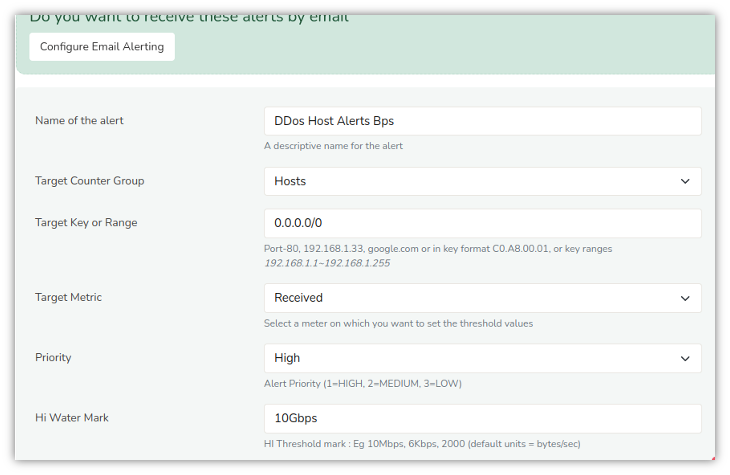 Do you want to receive these alerts by email
Configure Email Alerting
Name of the alert
DDos Host Alerts Bps
A descriptive name for the alert
Target Counter Group
Hosts
Target Key or Range
0.0.0.0/0
Port-80, 192.168.1.33, google.com or in key format C0.A8.00.01, or key ranges
192.168.1.1~192.168.1.255
Target Metric
Received
Select a meter on which you want to set the threshold values
Priority
High
Alert Priority (1=HIGH, 2=MEDIUM, 3=LOW)
Hi Water Mark
10Gbps
HI Threshold mark : Eg 10Mbps, 6Kbps, 2000 (default units = bytes/sec)